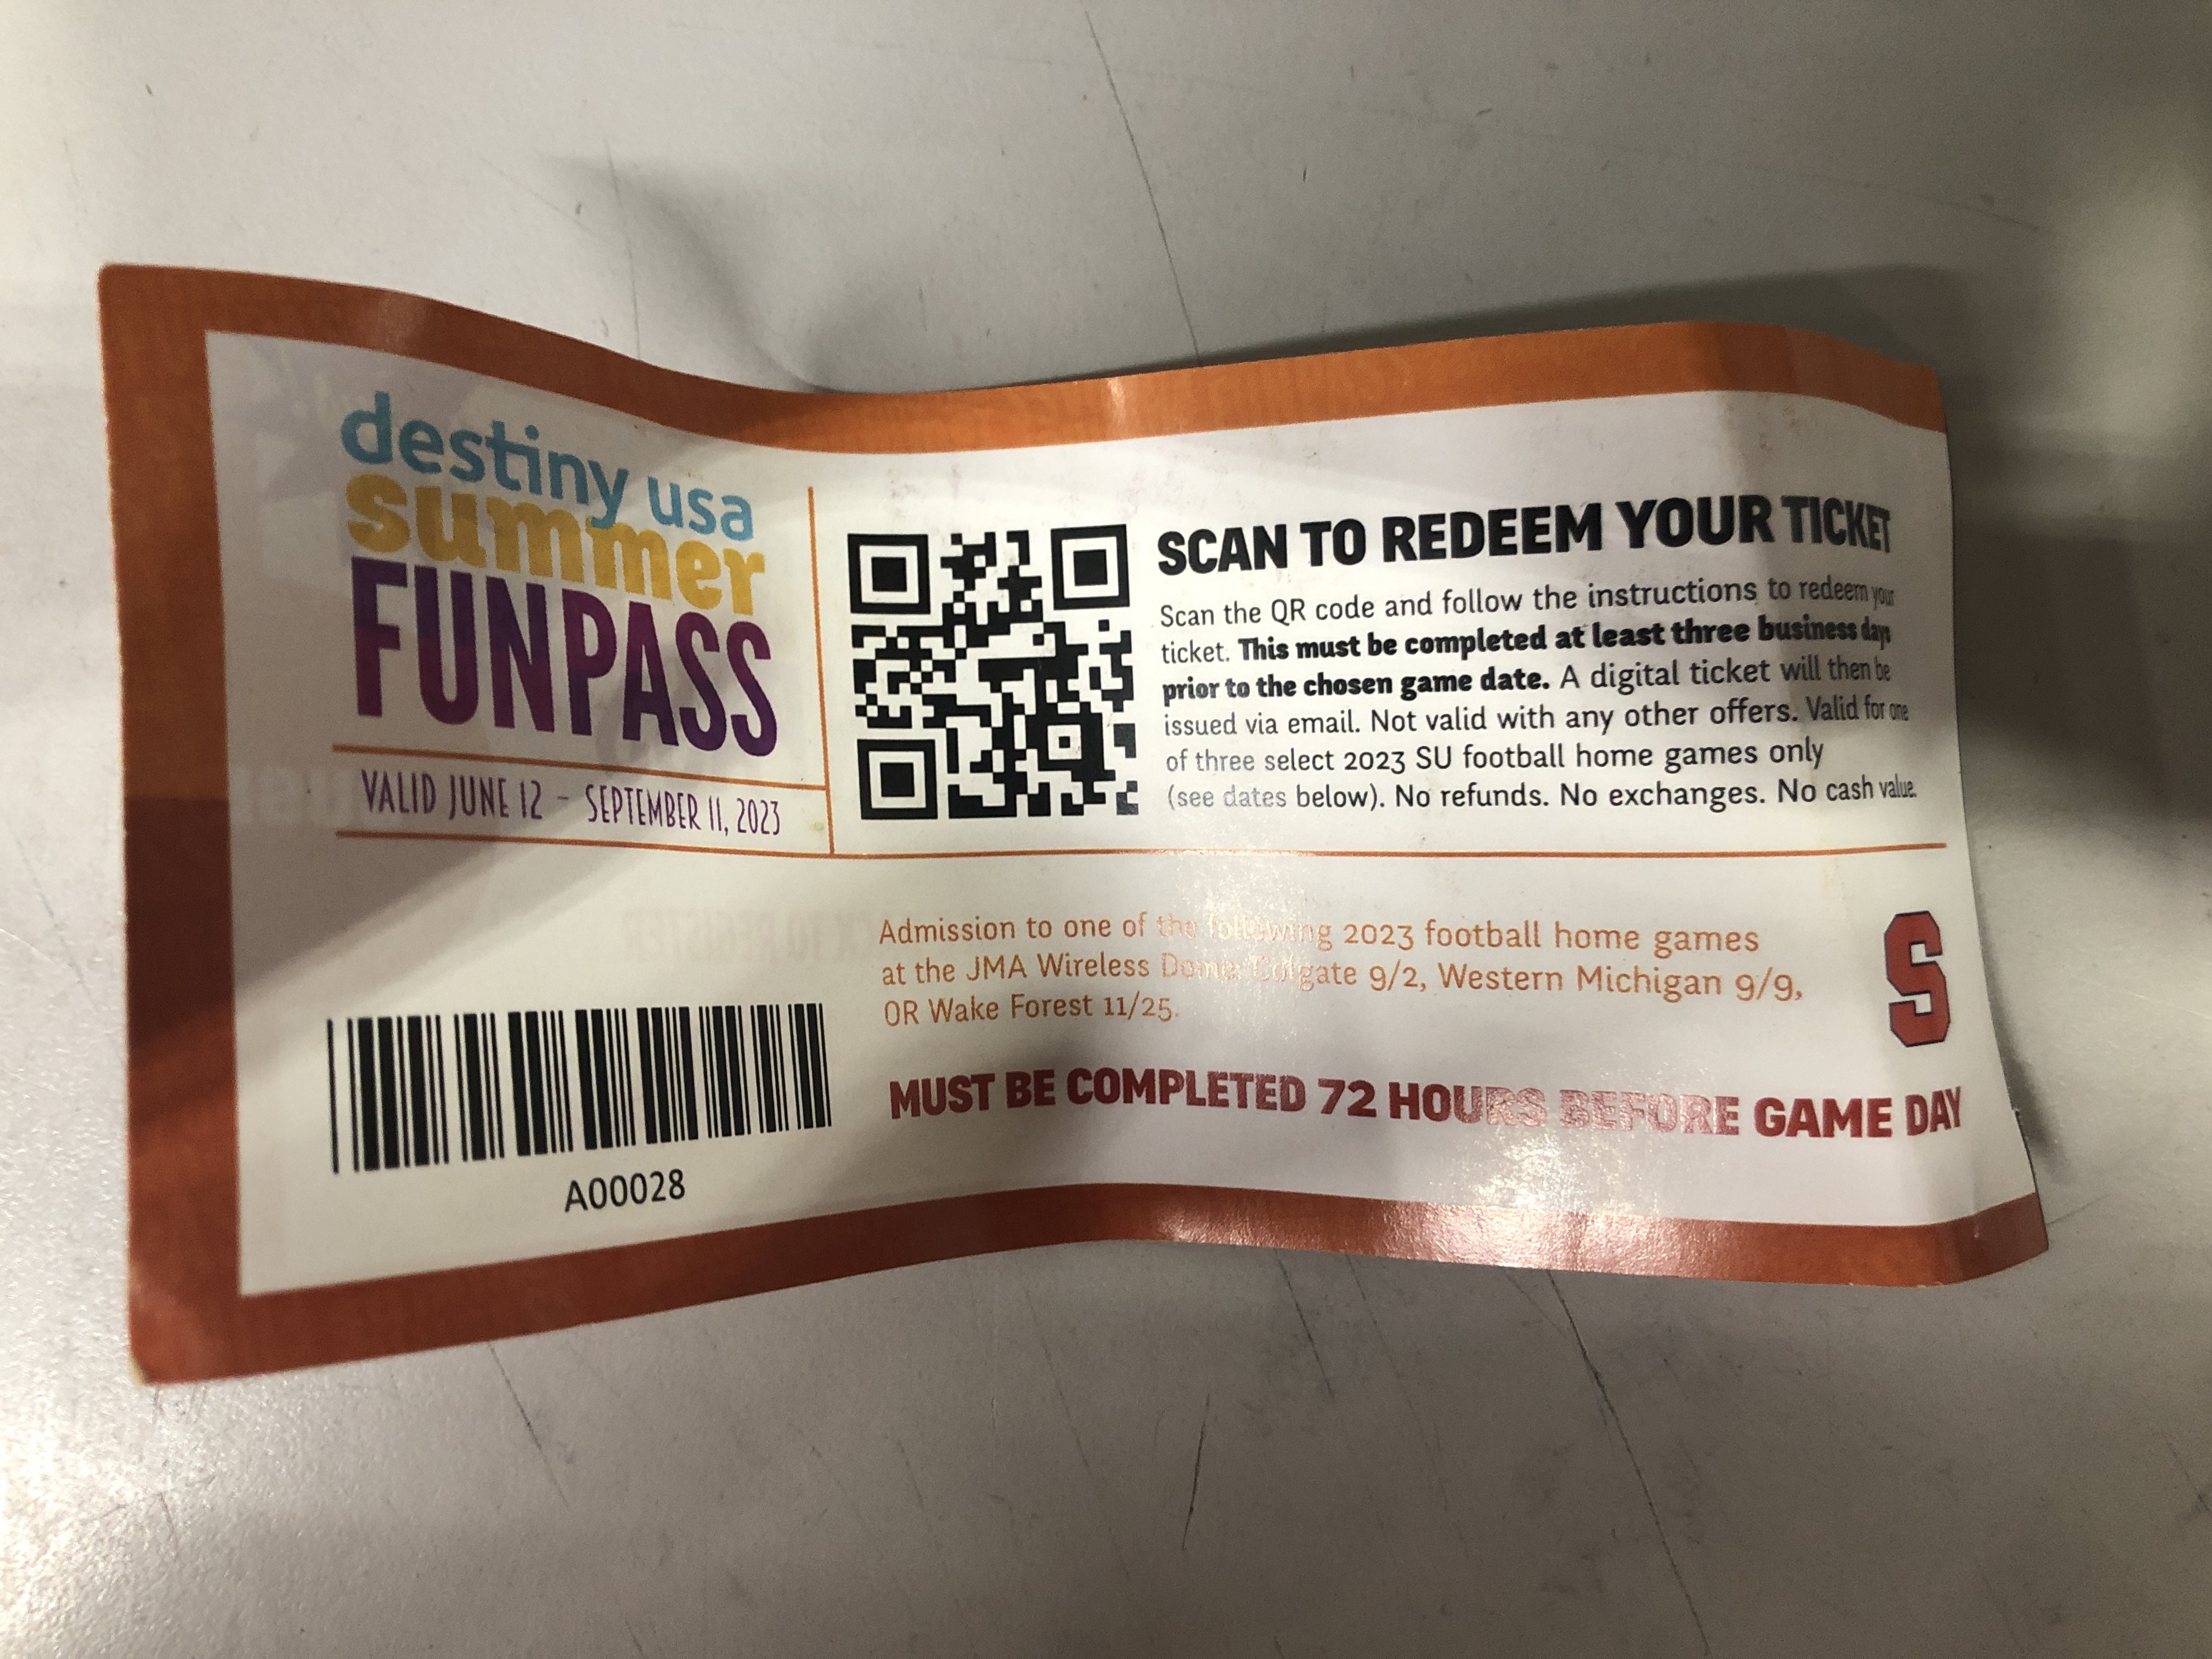 destiny usa
summer
FUNPASS
VALID JUNE 12 - SEPTEMBER 11, 2023
SCAN TO REDEEM YOUR TICKET
Scan the QR code and follow the instructions to redeem your
ticket. This must be completed at least three business days
prior to the chosen game date. A digital ticket will then be
issued via email. Not valid with any other offers. Valid for one
of three select 2023 SU football home games only
(see dates below). No refunds. No exchanges. No cash value.
Admission to one of the following 2023 football home games
at the JMA Wireless Dome: Colgate 9/2, Western Michigan 9/9,
OR Wake Forest 11/25.
S
MUST BE COMPLETED 72 HOURS BEFORE GAME DAY
A00028